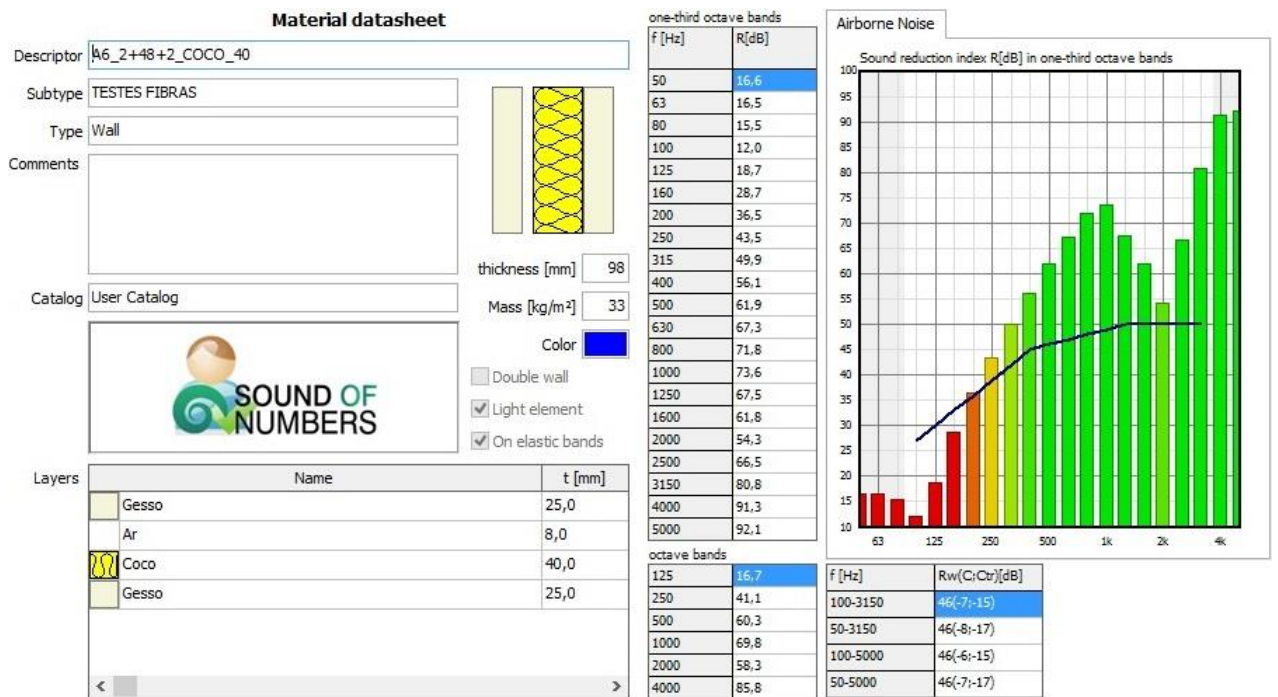 Material datasheet
Descriptor A6_2+48+2_COCO_40
Subtype TESTES FIBRAS
Type Wall
Comments
thickness [mm] 98
Catalog User Catalog
Mass [kg/m²] 33
Color
SOUND OF
NUMBERS
Double wall
Light element
On elastic bands
Layers Name t [mm]
Gesso 25,0
Ar 8,0
Coco 40,0
Gesso 25,0
one-third octave bands
f [Hz] R[dB]
50 16,6
63 16,5
80 15,5
100 12,0
125 18,7
160 28,7
200 36,5
250 43,5
315 49,9
400 56,1
500 61,9
630 67,3
800 71,8
1000 73,6
1250 67,5
1600 61,8
2000 54,3
2500 66,5
3150 80,8
4000 91,3
5000 92,1
octave bands
125 16,7
250 41,1
500 60,3
1000 69,8
2000 58,3
4000 85,8
Airborne Noise
Sound reduction index R[dB] in one-third octave bands
100
95
90
85
80
75
70
65
60
55
50
45
40
35
30
25
20
15
10
63 125 250 500 1k 2k 4k
f [Hz] Rw(C;Ctr)[dB]
100-3150 46(-7;-15)
50-3150 46(-8;-17)
100-5000 46(-6;-15)
50-5000 46(-7;-17)